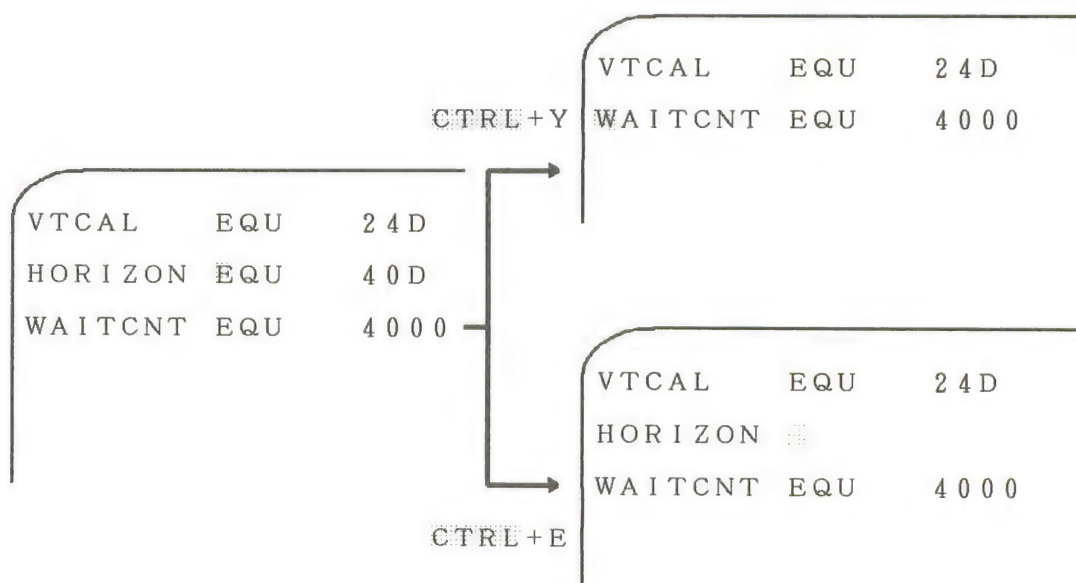 VTCAL EQU 24D
HORIZON EQU 40D
WAITCNT EQU 4000
CTRL+Y
VTCAL EQU 24D
WAITCNT EQU 4000
VTCAL EQU 24D
HORIZON
WAITCNT EQU 4000
CTRL+E